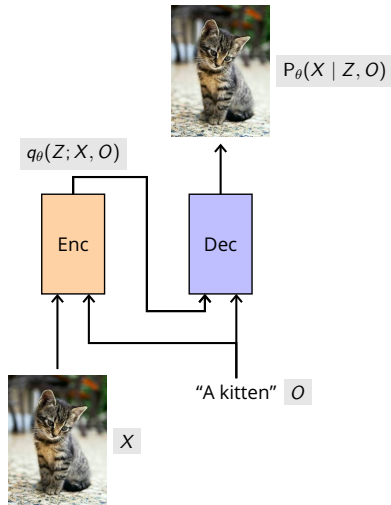 P_θ(X | Z, O)
q_θ(Z; X, O)
Enc
Dec
“A kitten” O
X